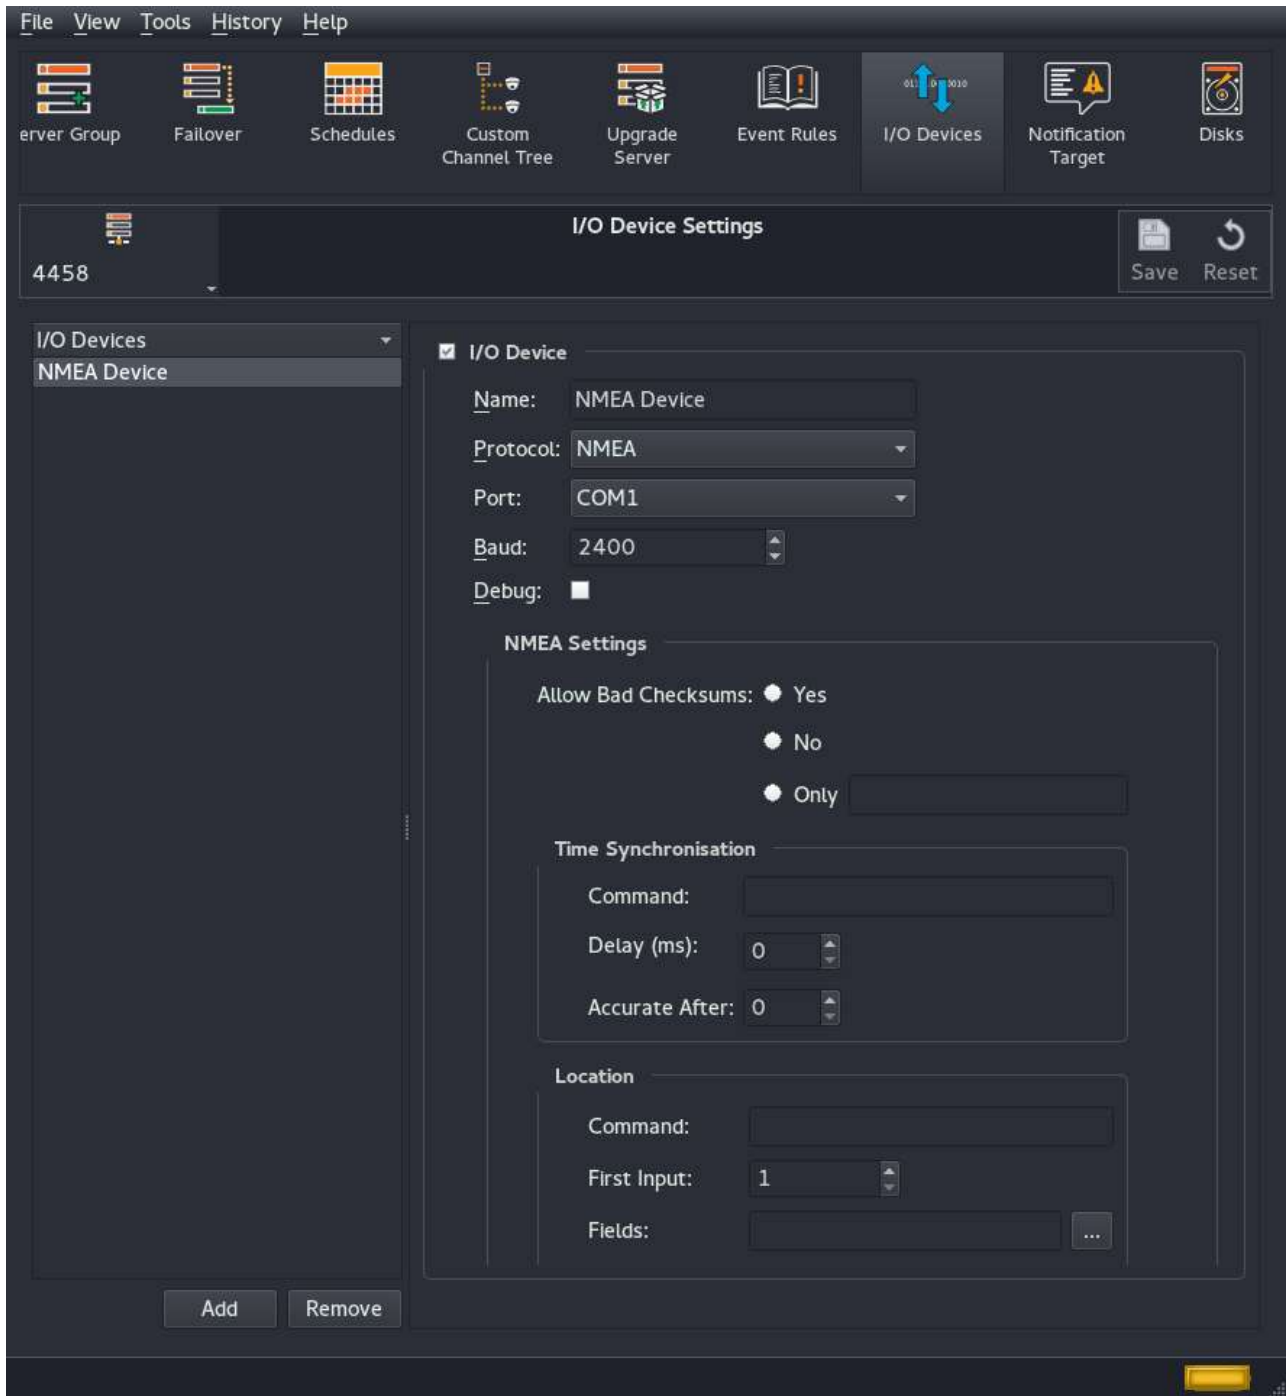 File View Tools History Help
erver Group
Failover
Schedules
Custom
Channel Tree
Upgrade
Server
Event Rules
I/O Devices
Notification
Target
Disks
4458
I/O Device Settings
Save Reset
I/O Devices
NMEA Device
I/O Device
Name: NMEA Device
Protocol: NMEA
Port: COM1
Baud: 2400
Debug:
NMEA Settings
Allow Bad Checksums: Yes
No
Only
Time Synchronisation
Command:
Delay (ms): 0
Accurate After: 0
Location
Command:
First Input: 1
Fields: ...
Add Remove